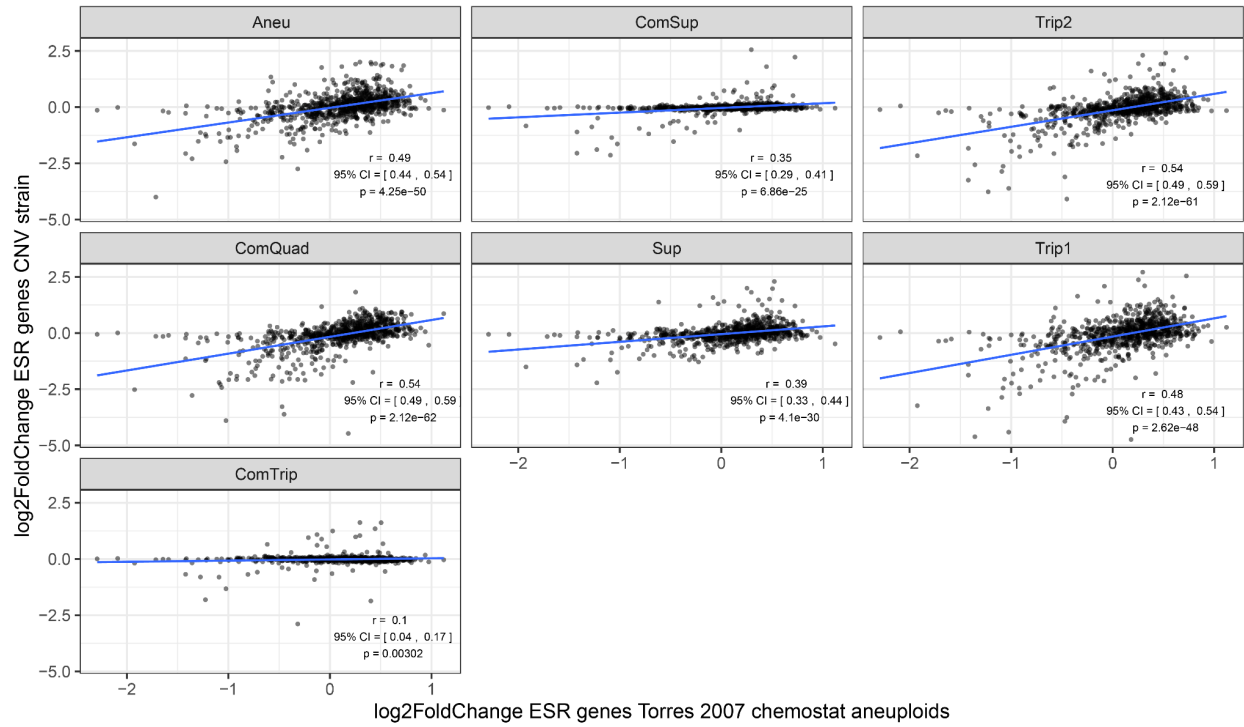 Aneu
ComSup
Trip2
2.5
0.0
−2.5
−5.0
r = 0.49
95% CI = [ 0.44 , 0.54 ]
p = 4.25e−50
r = 0.35
95% CI = [ 0.29 , 0.41 ]
p = 6.86e−25
r = 0.54
95% CI = [ 0.49 , 0.59 ]
p = 2.12e−61
ComQuad
Sup
Trip1
2.5
0.0
−2.5
−5.0
r = 0.54
95% CI = [ 0.49 , 0.59
p = 2.12e−62
r = 0.39
95% CI = [ 0.33 , 0.44 ]
p = 4.1e−30
r = 0.48
95% CI = [ 0.43 , 0.54 ]
p = 2.62e−48
−2 −1 0 1
−2 −1 0 1
ComTrip
2.5
0.0
−2.5
−5.0
r = 0.1
95% CI = [ 0.04 , 0.17 ]
p = 0.00302
−2 −1 0 1
log2FoldChange ESR genes CNV strain
log2FoldChange ESR genes Torres 2007 chemostat aneuploids